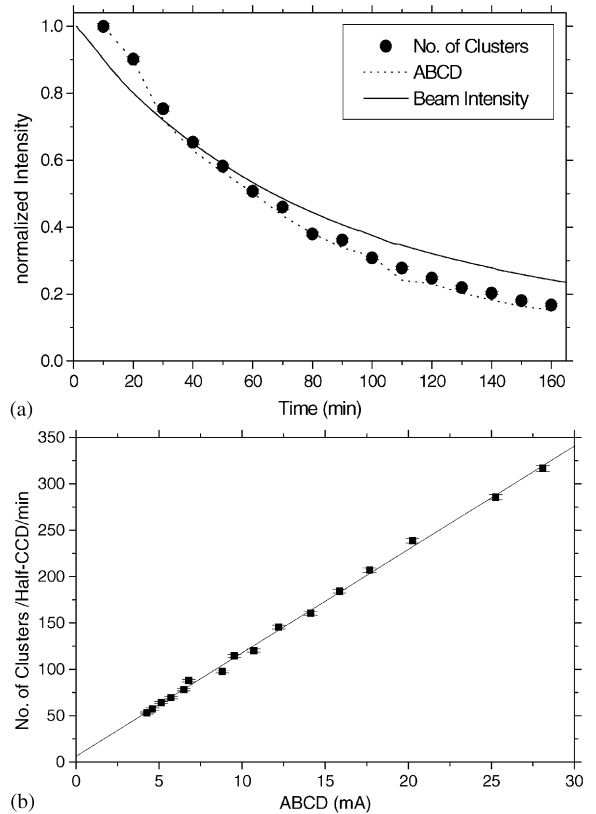 1.0
0.8
0.6
0.4
0.2
0.0
normalized Intensity
No. of Clusters
ABCD
Beam Intensity
0 20 40 60 80 100 120 140 160
Time (min)
(a)
350
300
250
200
150
100
50
0
No. of Clusters /Half-CCD/min
0 5 10 15 20 25 30
ABCD (mA)
(b)